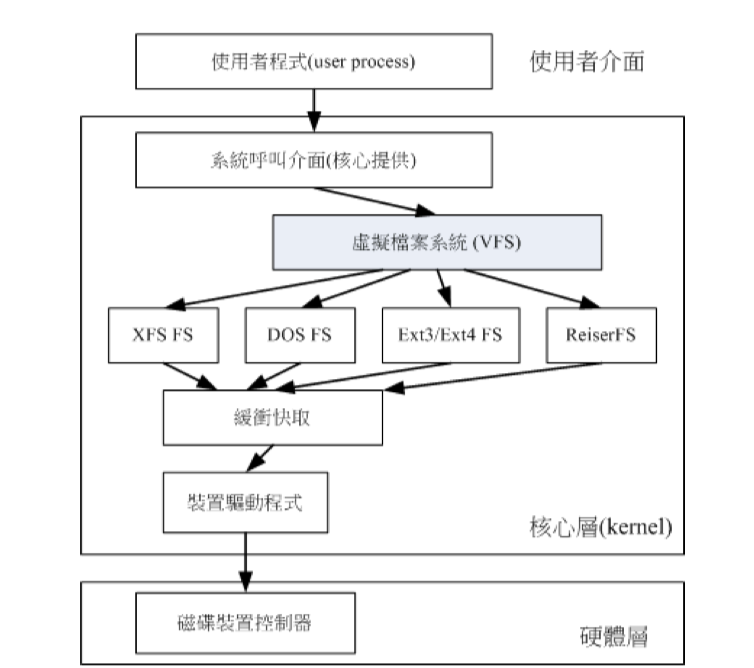 使用者程式(user process)
使用者介面
系統呼叫介面(核心提供)
虛擬檔案系統 (VFS)
XFS FS
DOS FS
Ext3/Ext4 FS
ReiserFS
緩衝快取
裝置驅動程式
核心層(kernel)
磁碟裝置控制器
硬體層